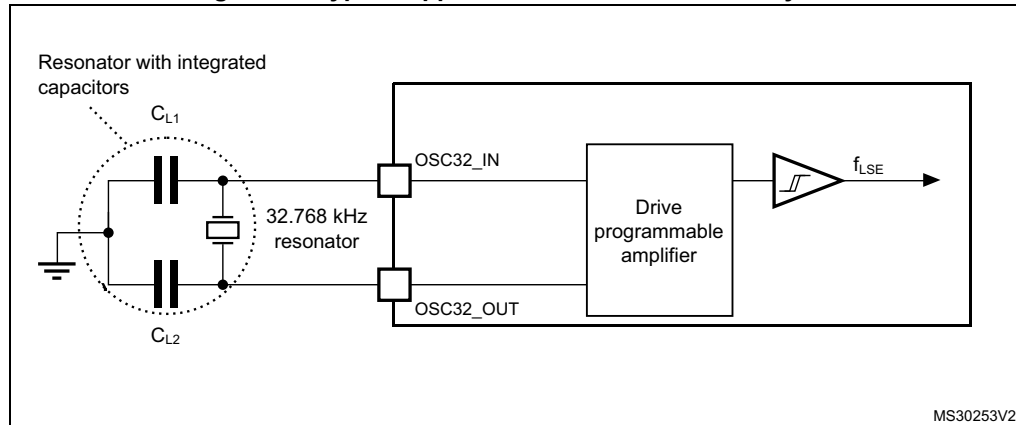 Resonator with integrated
capacitors
CL1
OSC32_IN
fLSE
32.768 kHz
resonator
Drive
programmable
amplifier
OSC32_OUT
CL2
MS30253V2